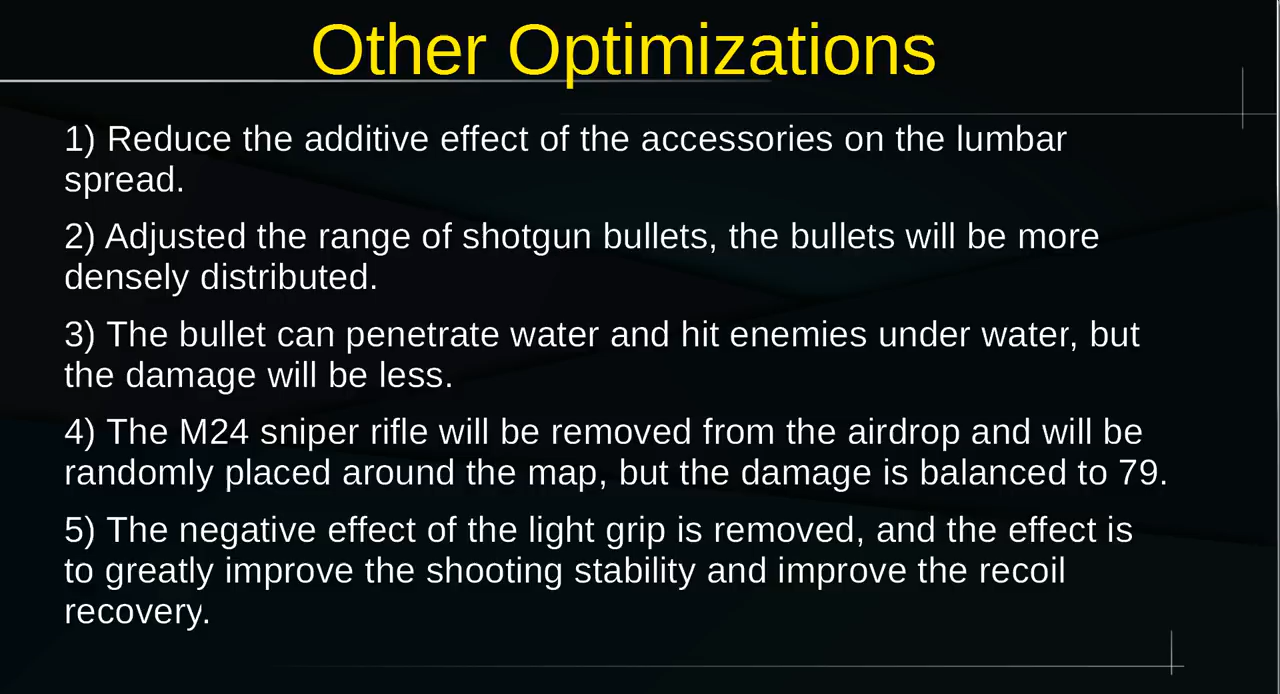 Other Optimizations
1) Reduce the additive effect of the accessories on the lumbar
spread.
2) Adjusted the range of shotgun bullets, the bullets will be more
densely distributed.
3) The bullet can penetrate water and hit enemies under water, but
the damage will be less.
4) The M24 sniper rifle will be removed from the airdrop and will be
randomly placed around the map, but the damage is balanced to 79.
5) The negative effect of the light grip is removed, and the effect is
to greatly improve the shooting stability and improve the recoil
recovery.